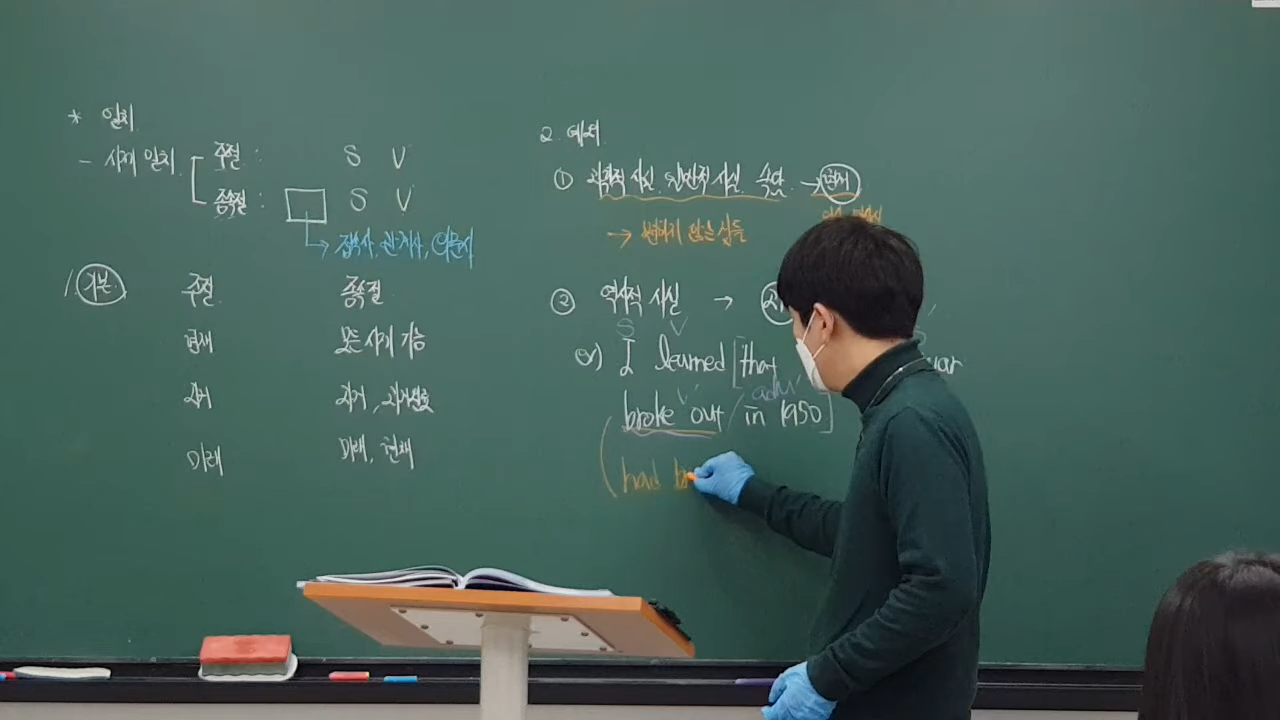 * 일치
- 시제 일치 주절 : S V
종속절 : S V
→ 접속사, 관계사, 의문사
1. 기본 주절 종속절
현재 모든 시제 가능
과거 과거, 과거완료
미래 미래, 현재
2. 예외
① 과학적 사실, 일반적 사실, 속담 → 현재
→ 변하지 않는 것들
② 역사적 사실 →
S V
ex) I learned [that
V' adv'
broke out / in 1950]
(had